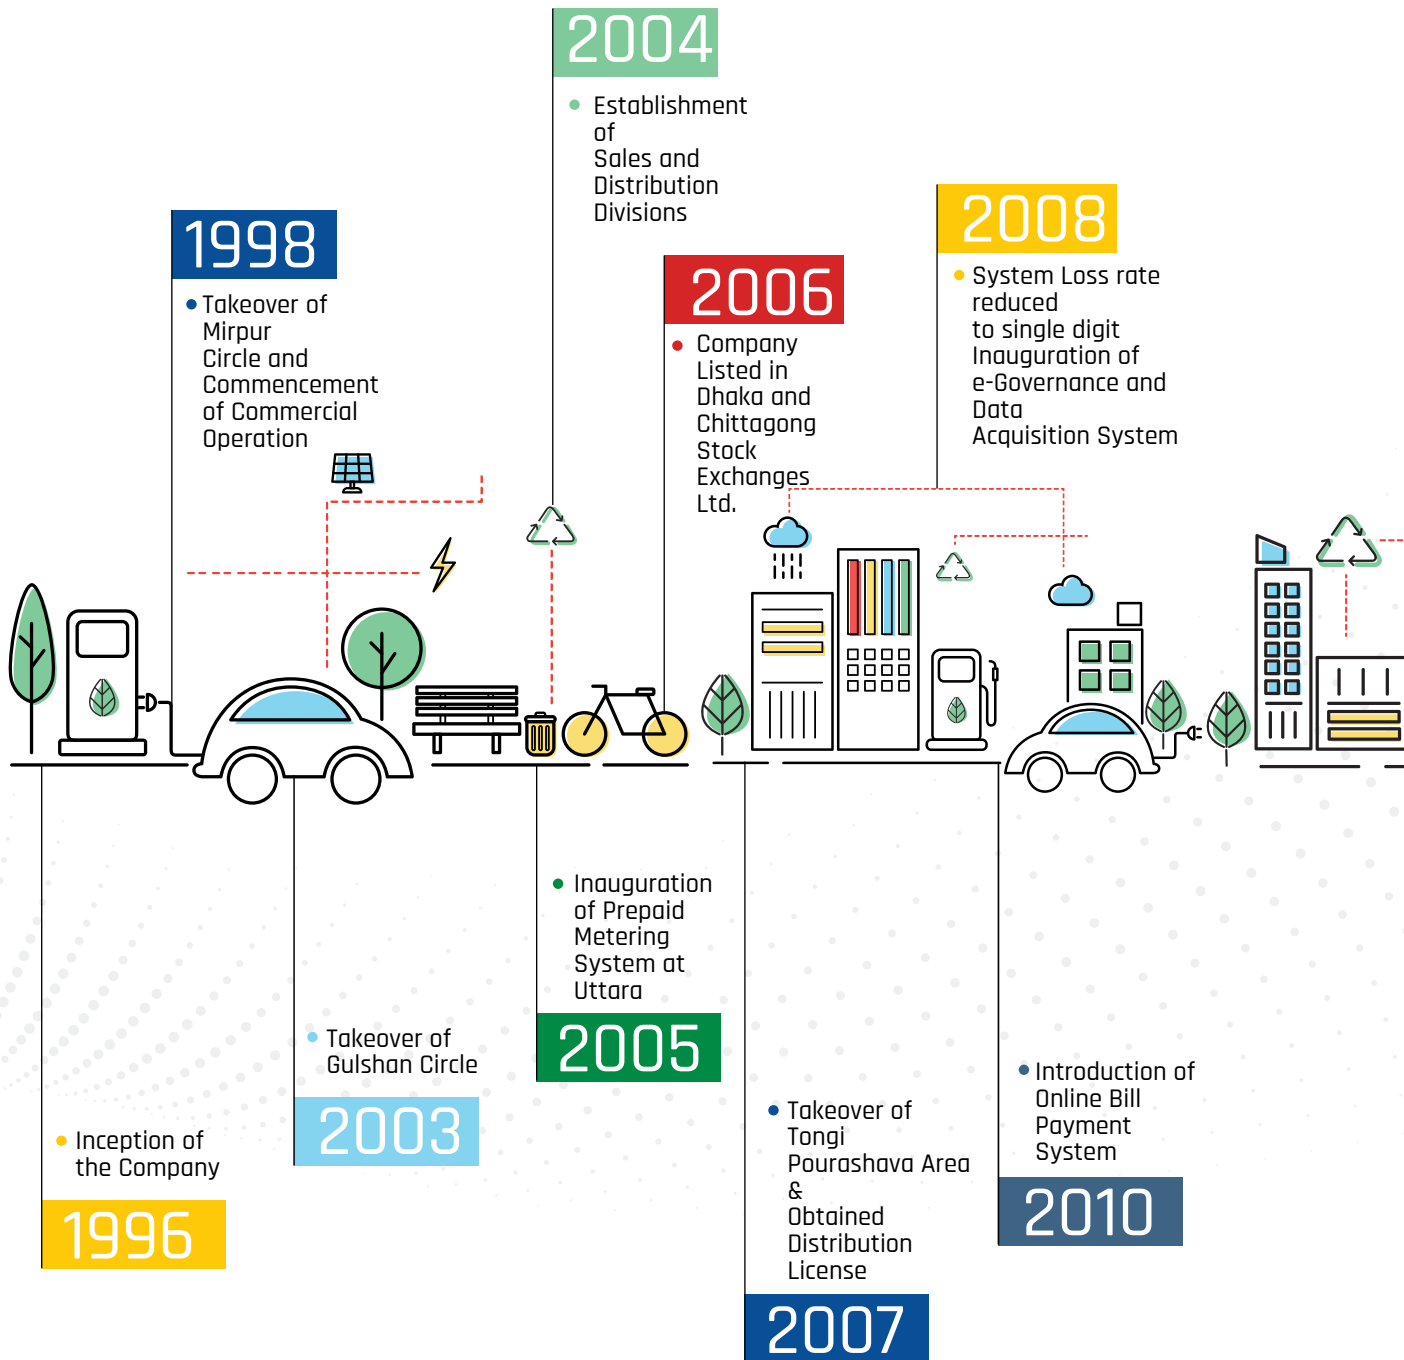 2004
Establishment
of
Sales and
Distribution
Divisions
1998
Takeover of
Mirpur
Circle and
Commencement
of Commercial
Operation
2006
Company
Listed in
Dhaka and
Chittagong
Stock
Exchanges
Ltd.
2008
System Loss rate
reduced
to single digit
Inauguration of
e-Governance and
Data
Acquisition System
Inception of
the Company
1996
Takeover of
Gulshan Circle
2003
Inauguration
of Prepaid
Metering
System at
Uttara
2005
Takeover of
Tongi
Pourashava Area
&
Obtained
Distribution
License
2007
Introduction of
Online Bill
Payment
System
2010